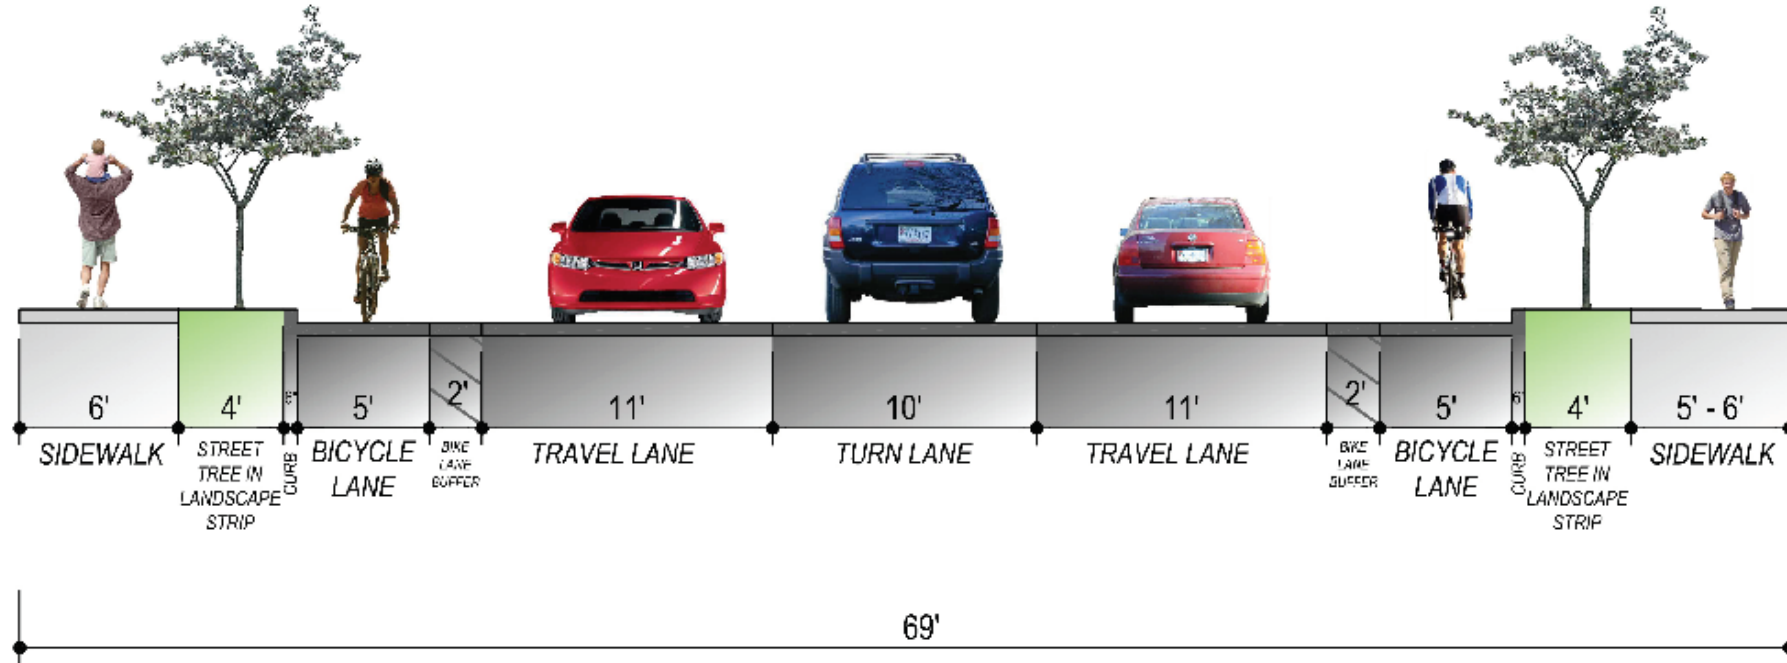 6' 4' 6" 5' 2' 11' 10' 11' 2' 5' 6" 4' 5' - 6'
SIDEWALK
STREET
TREE IN
LANDSCAPE
STRIP
CURB
BICYCLE
LANE
BIKE
LANE
BUFFER
TRAVEL LANE
TURN LANE
TRAVEL LANE
BIKE
LANE
BUFFER
BICYCLE
LANE
CURB
STREET
TREE IN
LANDSCAPE
STRIP
SIDEWALK
69'